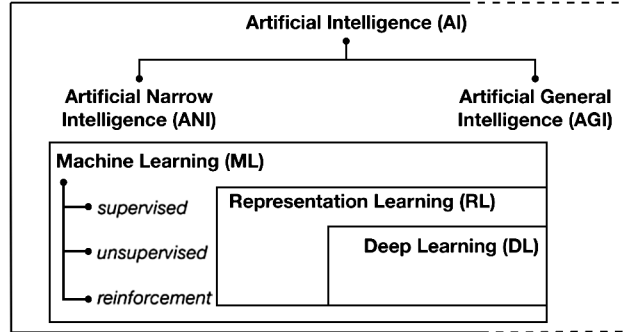 Artificial Intelligence (AI)
Artificial Narrow
Intelligence (ANI)
Artificial General
Intelligence (AGI)
Machine Learning (ML)
supervised
unsupervised
reinforcement
Representation Learning (RL)
Deep Learning (DL)